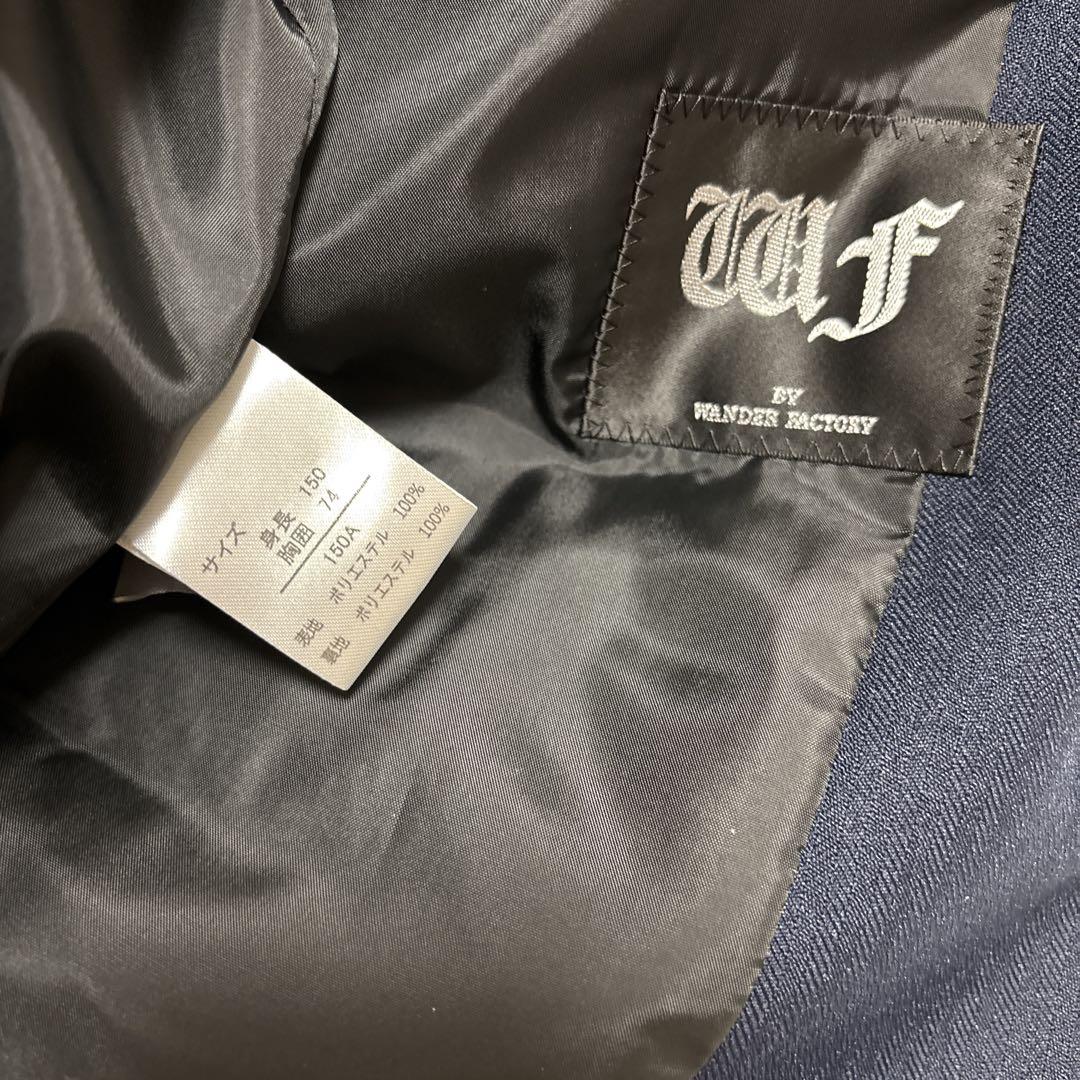 WF
BY
WANDER FACTORY
サイズ
身長 150
胸囲 74
150A
表地 ポリエステル 100%
裏地 ポリエステル 100%